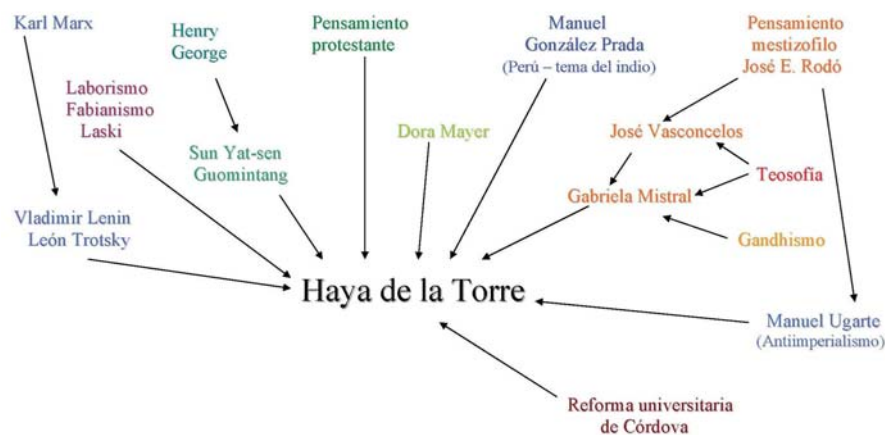 Karl Marx
Henry
George
Pensamiento
protestante
Manuel
González Prada
(Perú – tema del indio)
Pensamiento
mestizofilo
José E. Rodó
Laborismo
Fabianismo
Laski
Dora Mayer
José Vasconcelos
Sun Yat-sen
Guomintang
Teosofía
Gabriela Mistral
Vladimir Lenin
León Trotsky
Gandhismo
Haya de la Torre
Manuel Ugarte
(Antiimperialismo)
Reforma universitaria
de Córdova